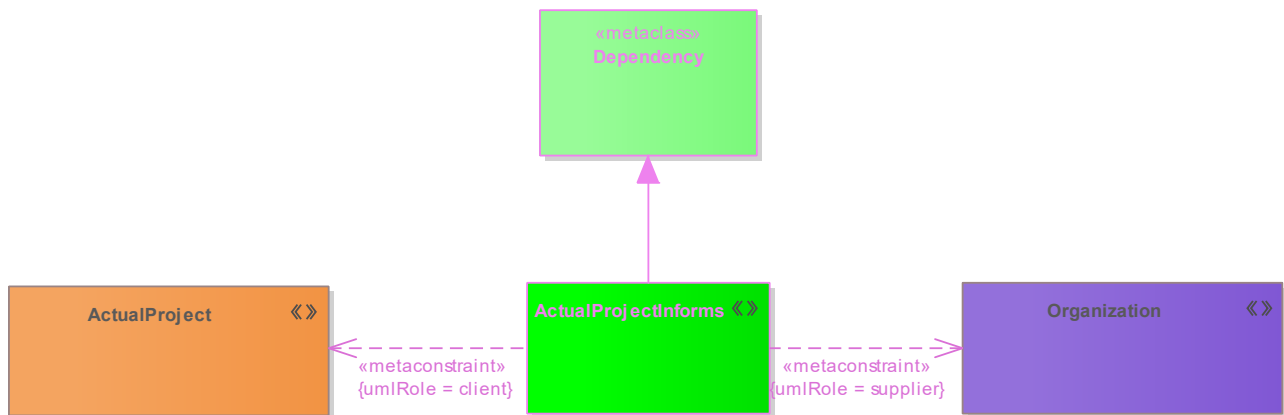 «metaclass»
Dependency
ActualProject «»
ActualProjectInforms «»
Organization «»
«metaconstraint»
{umlRole = client}
«metaconstraint»
{umlRole = supplier}